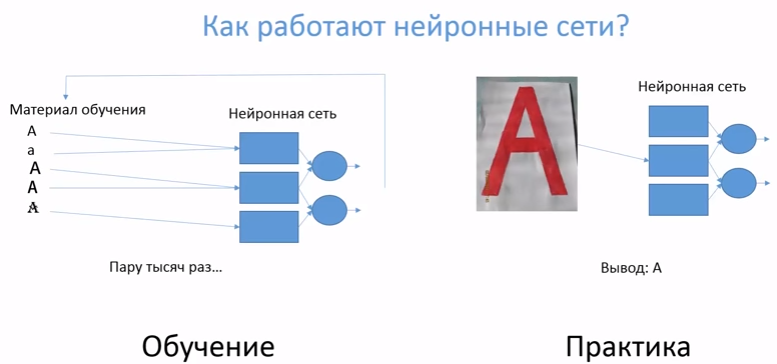 Как работают нейронные сети?
Материал обучения
Нейронная сеть
А
а
А
А
А
Пару тысяч раз...
Обучение
А
Нейронная сеть
Вывод: А
Практика